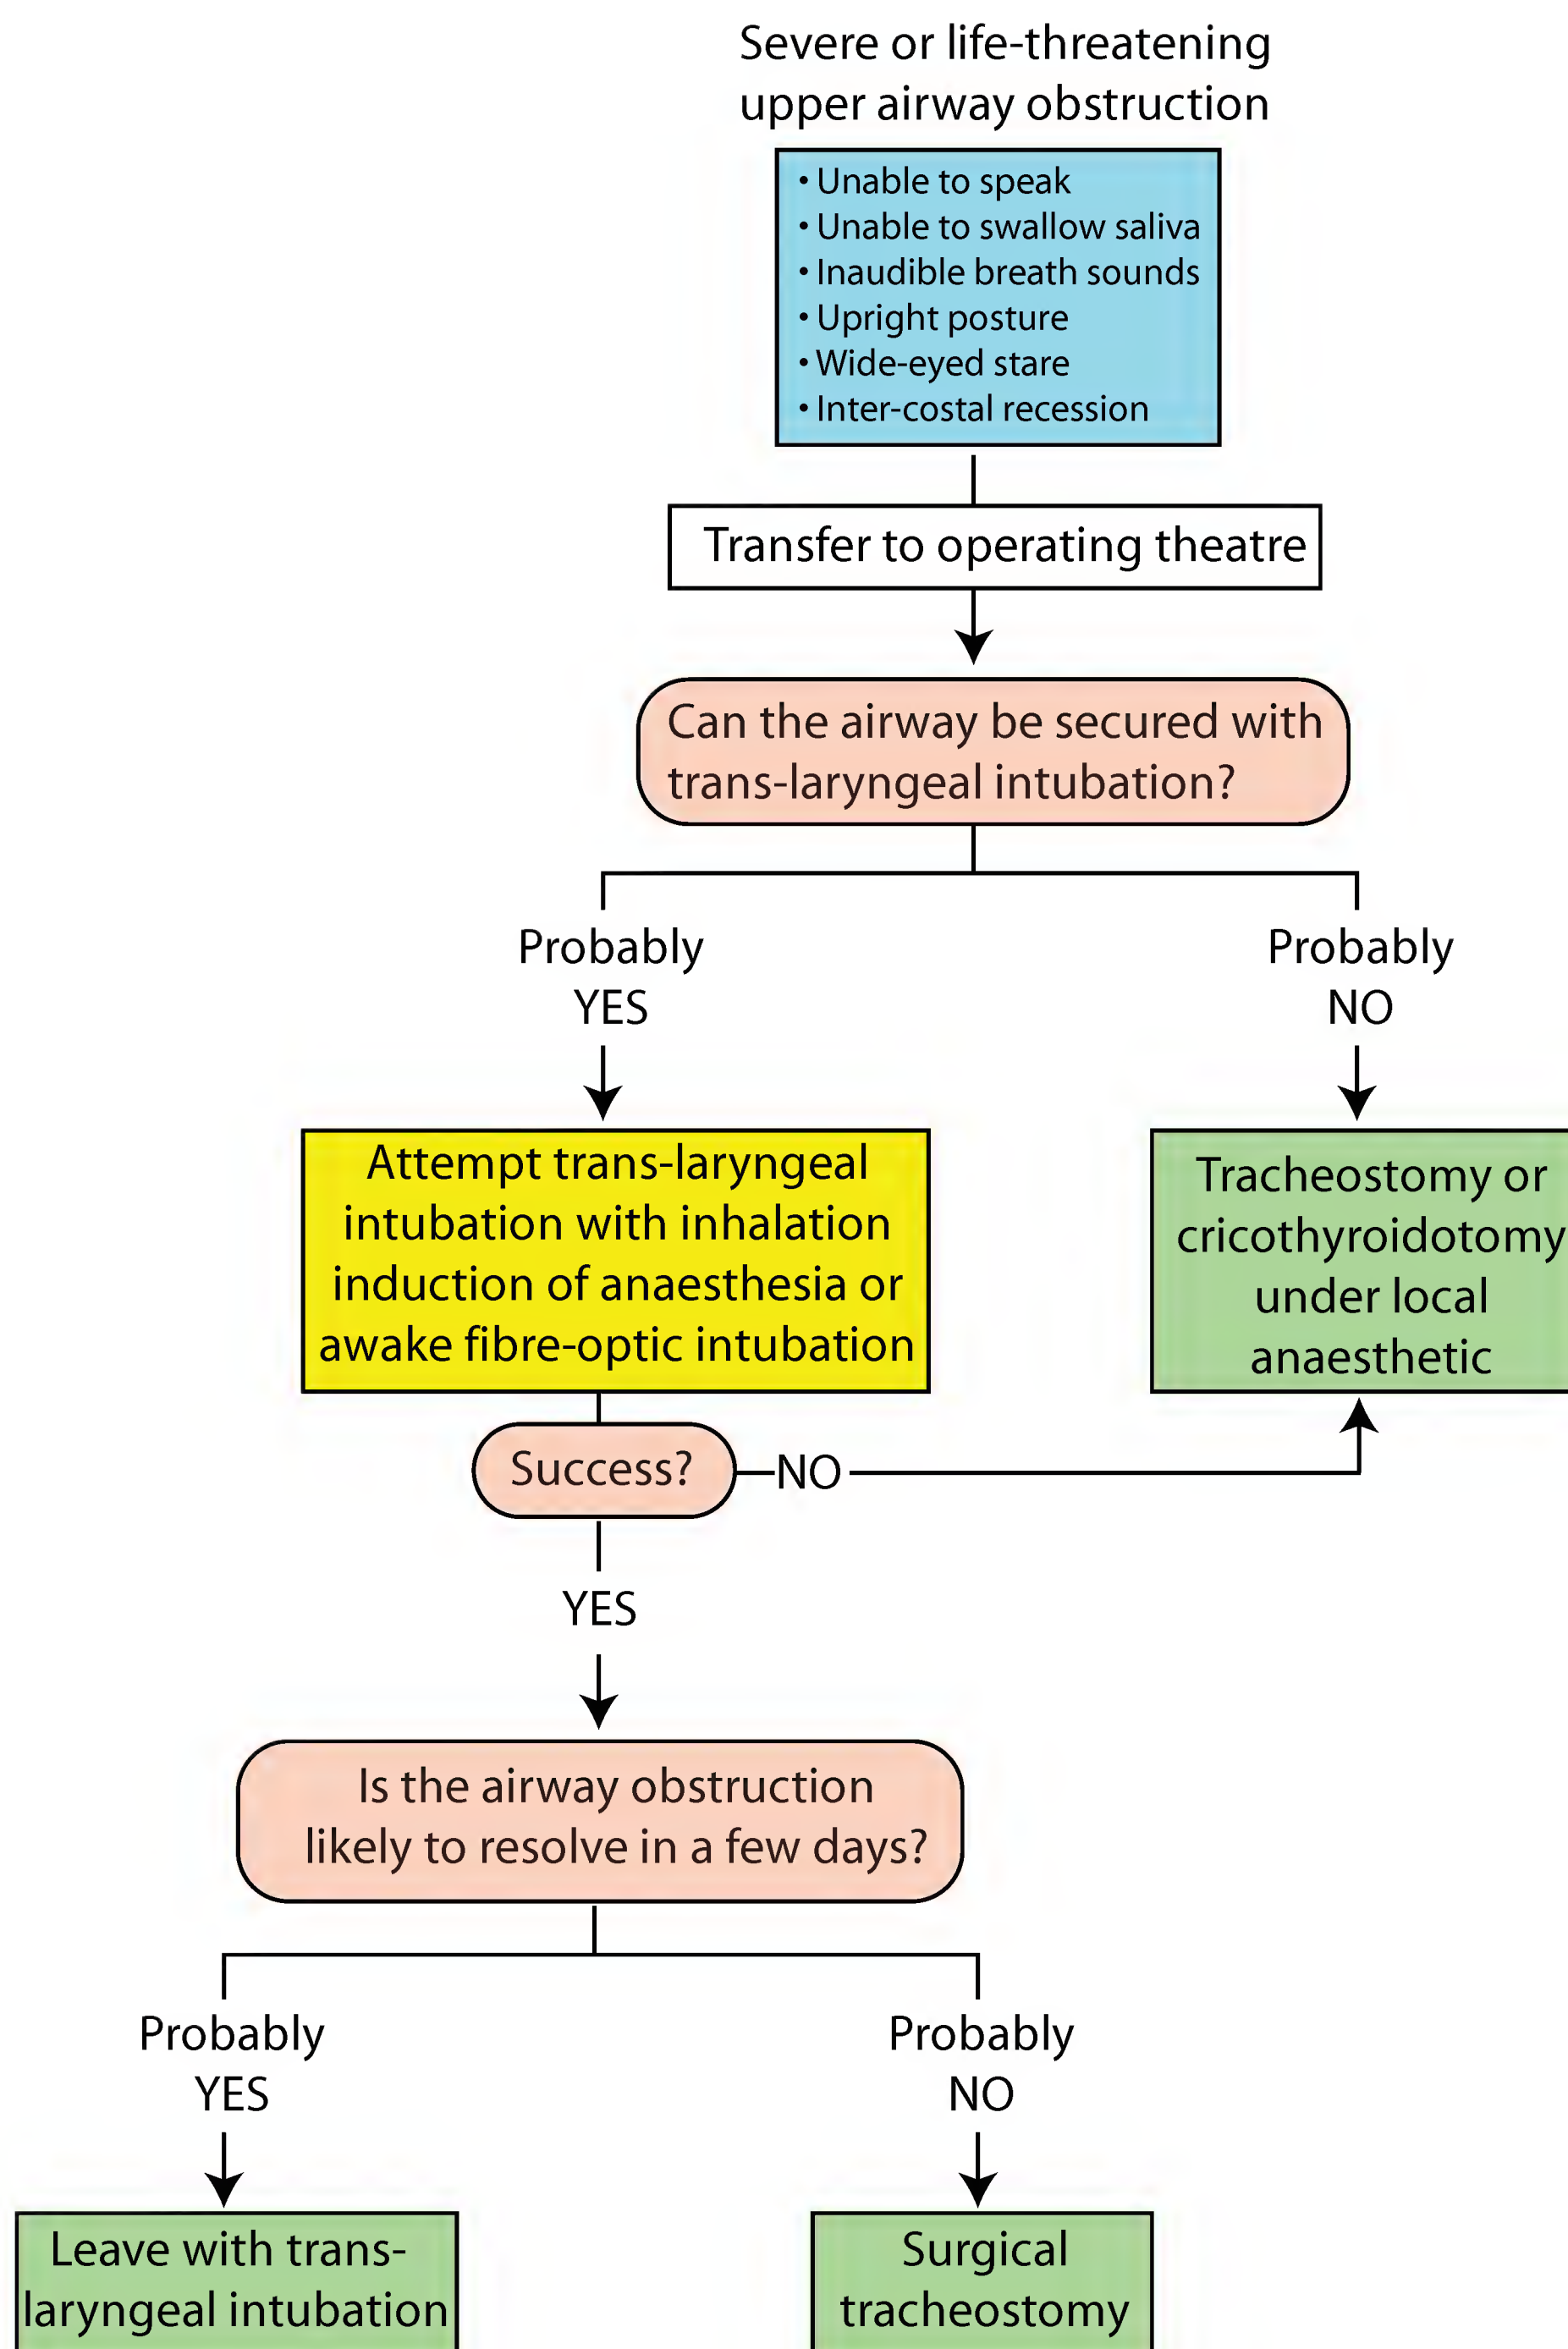 Severe or life-threatening
upper airway obstruction
• Unable to speak
• Unable to swallow saliva
• Inaudible breath sounds
• Upright posture
• Wide-eyed stare
• Inter-costal recession
Transfer to operating theatre
Can the airway be secured with
trans-laryngeal intubation?
Probably
YES
Probably
NO
Attempt trans-laryngeal
intubation with inhalation
induction of anaesthesia or
awake fibre-optic intubation
Tracheostomy or
cricothyroidotomy
under local
anaesthetic
Success?
NO
YES
Is the airway obstruction
likely to resolve in a few days?
Probably
YES
Probably
NO
Leave with trans-
laryngeal intubation
Surgical
tracheostomy